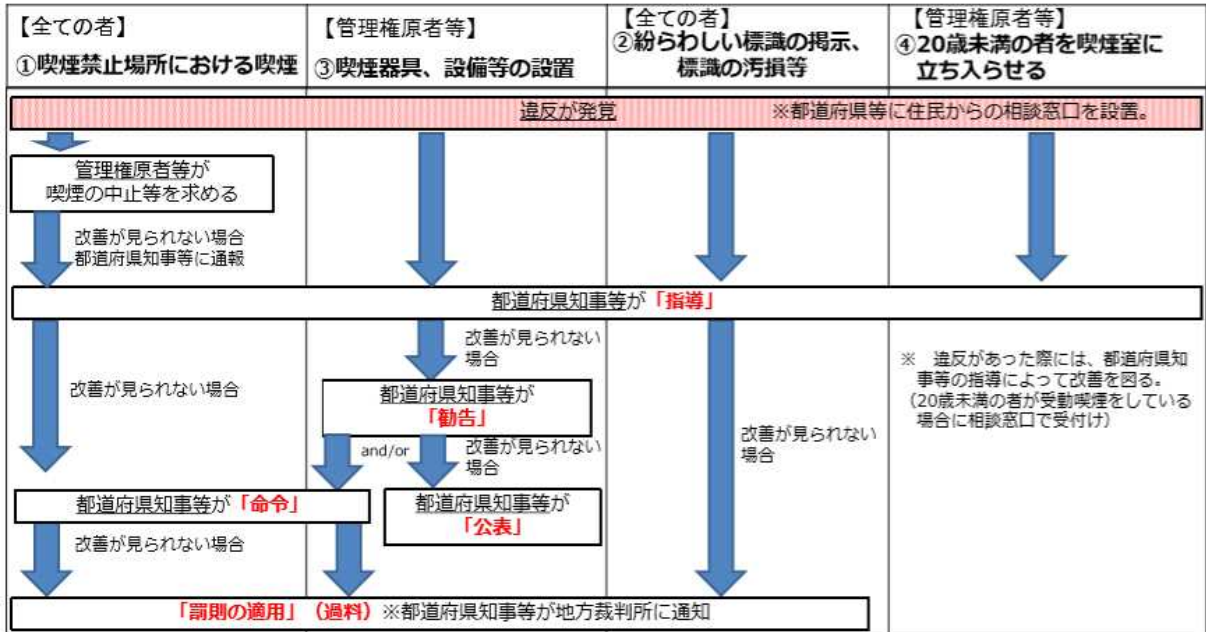 【全ての者】
①喫煙禁止場所における喫煙
【管理権原者等】
③喫煙器具、設備等の設置
【全ての者】
②紛らわしい標識の掲示、
標識の汚損等
【管理権原者等】
④20歳未満の者を喫煙室に
立ち入らせる
違反が発覚 ※都道府県等に住民からの相談窓口を設置。
管理権原者等が
喫煙の中止等を求める
改善が見られない場合
都道府県知事等に通報
都道府県知事等が「指導」
改善が見られない場合
改善が見られない
場合
都道府県知事等が
「勧告」
and/or
改善が見られない
場合
改善が見られない
場合
※ 違反があった際には、都道府県知
事等の指導によって改善を図る。
(20歳未満の者が受動喫煙をしている
場合に相談窓口で受付け)
都道府県知事等が「命令」
都道府県知事等が
「公表」
改善が見られない場合
「罰則の適用」(過料)※都道府県知事等が地方裁判所に通知